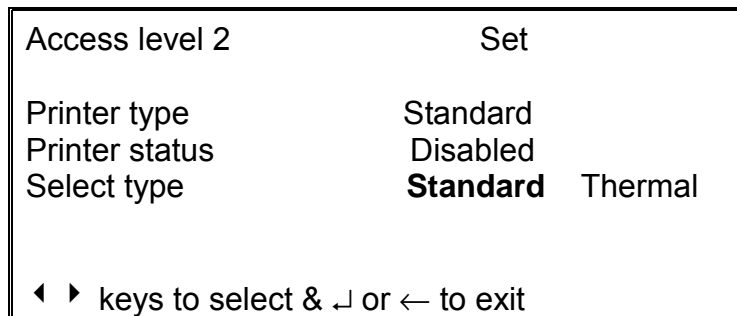 Access level 2 Set
Printer type Standard
Printer status Disabled
Select type Standard Thermal
◀ ▶ keys to select & ↵ or ← to exit